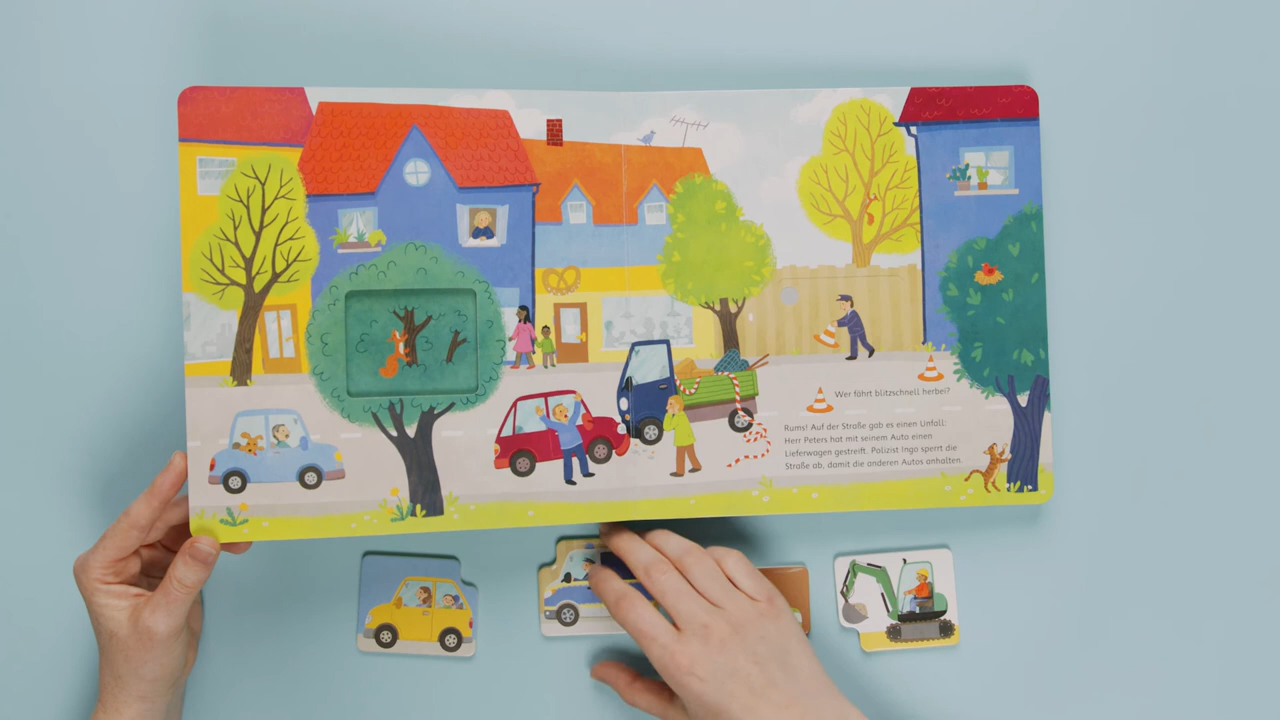 Wer fährt blitzschnell herbei?
Rums! Auf der Straße gab es einen Unfall:
Herr Peters hat mit seinem Auto einen
Lieferwagen gestreift. Polizist Ingo sperrt die
Straße ab, damit die anderen Autos anhalten.